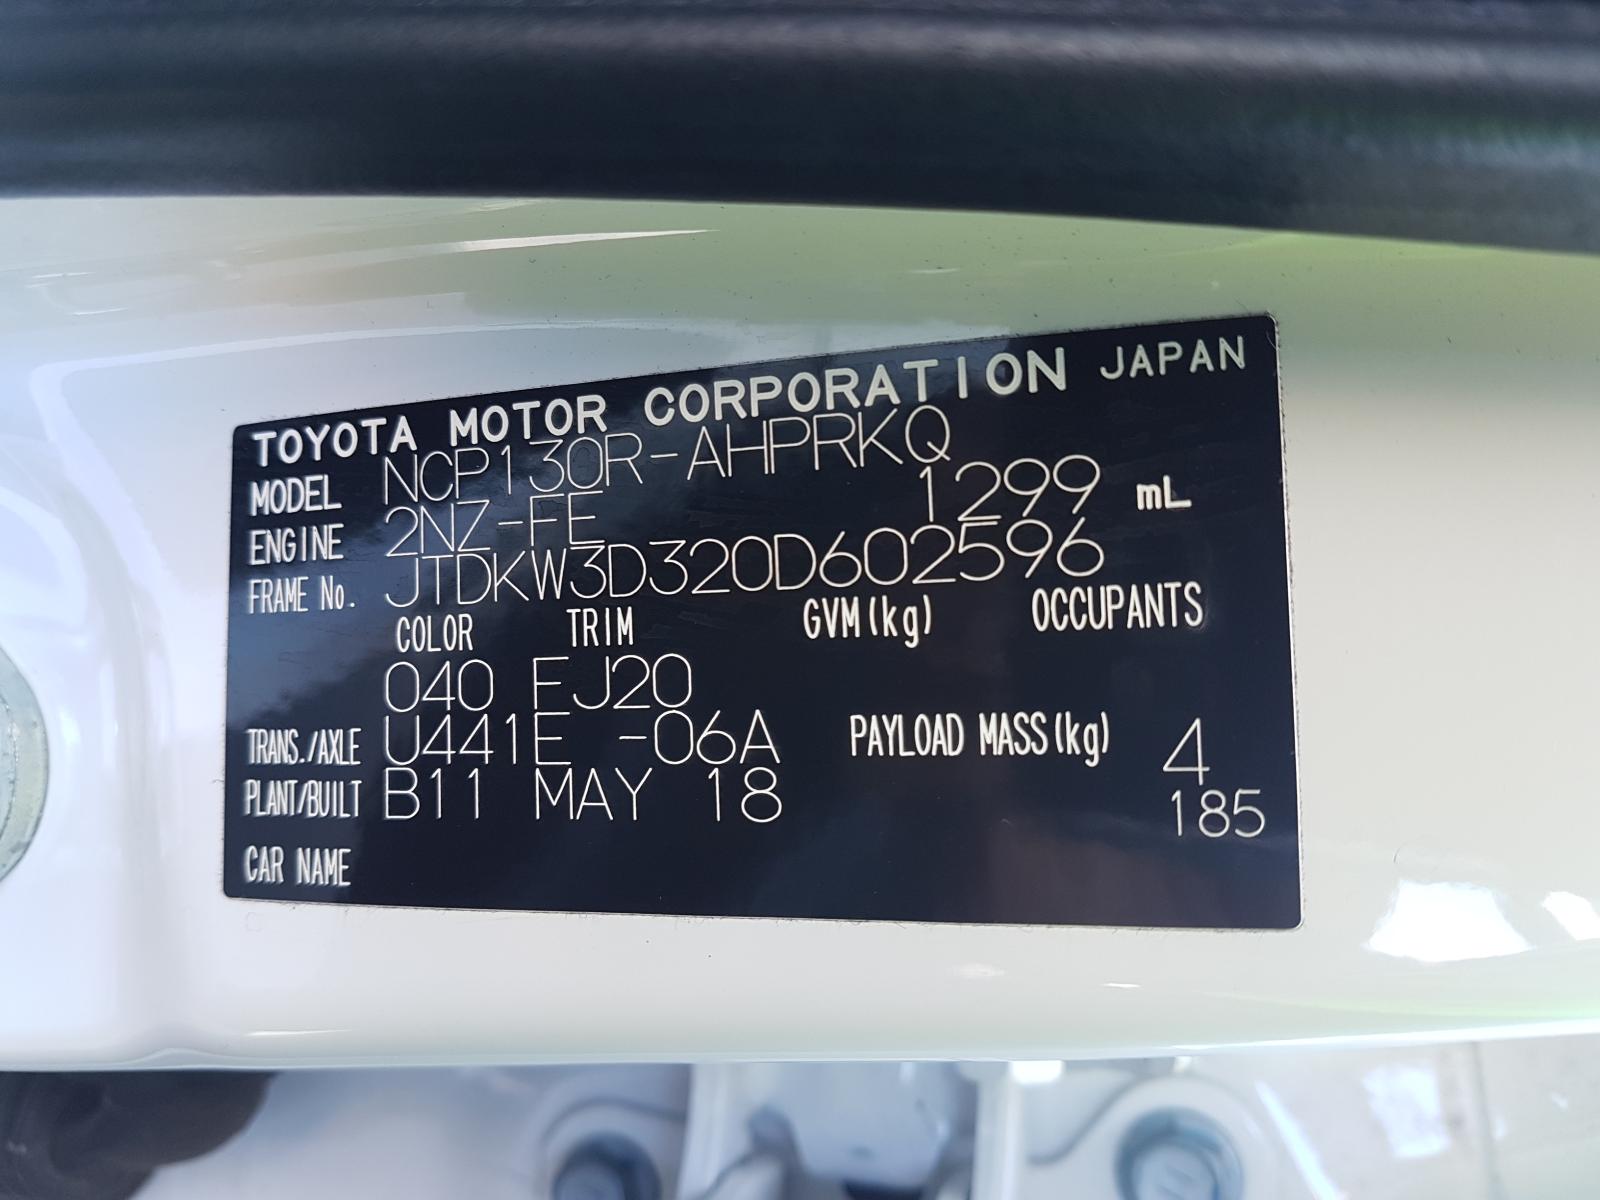 TOYOTA MOTOR CORPORATION JAPAN
MODEL NCP130R-AHPRKQ
ENGINE 2NZ-FE 1299 mL
FRAME No. JTDKW3D320D602596
COLOR TRIM GVM(kg) OCCUPANTS
040 EJ20
TRANS./AXLE U441E -06A PAYLOAD MASS(kg) 4
PLANT/BUILT B11 MAY 18 185
CAR NAME